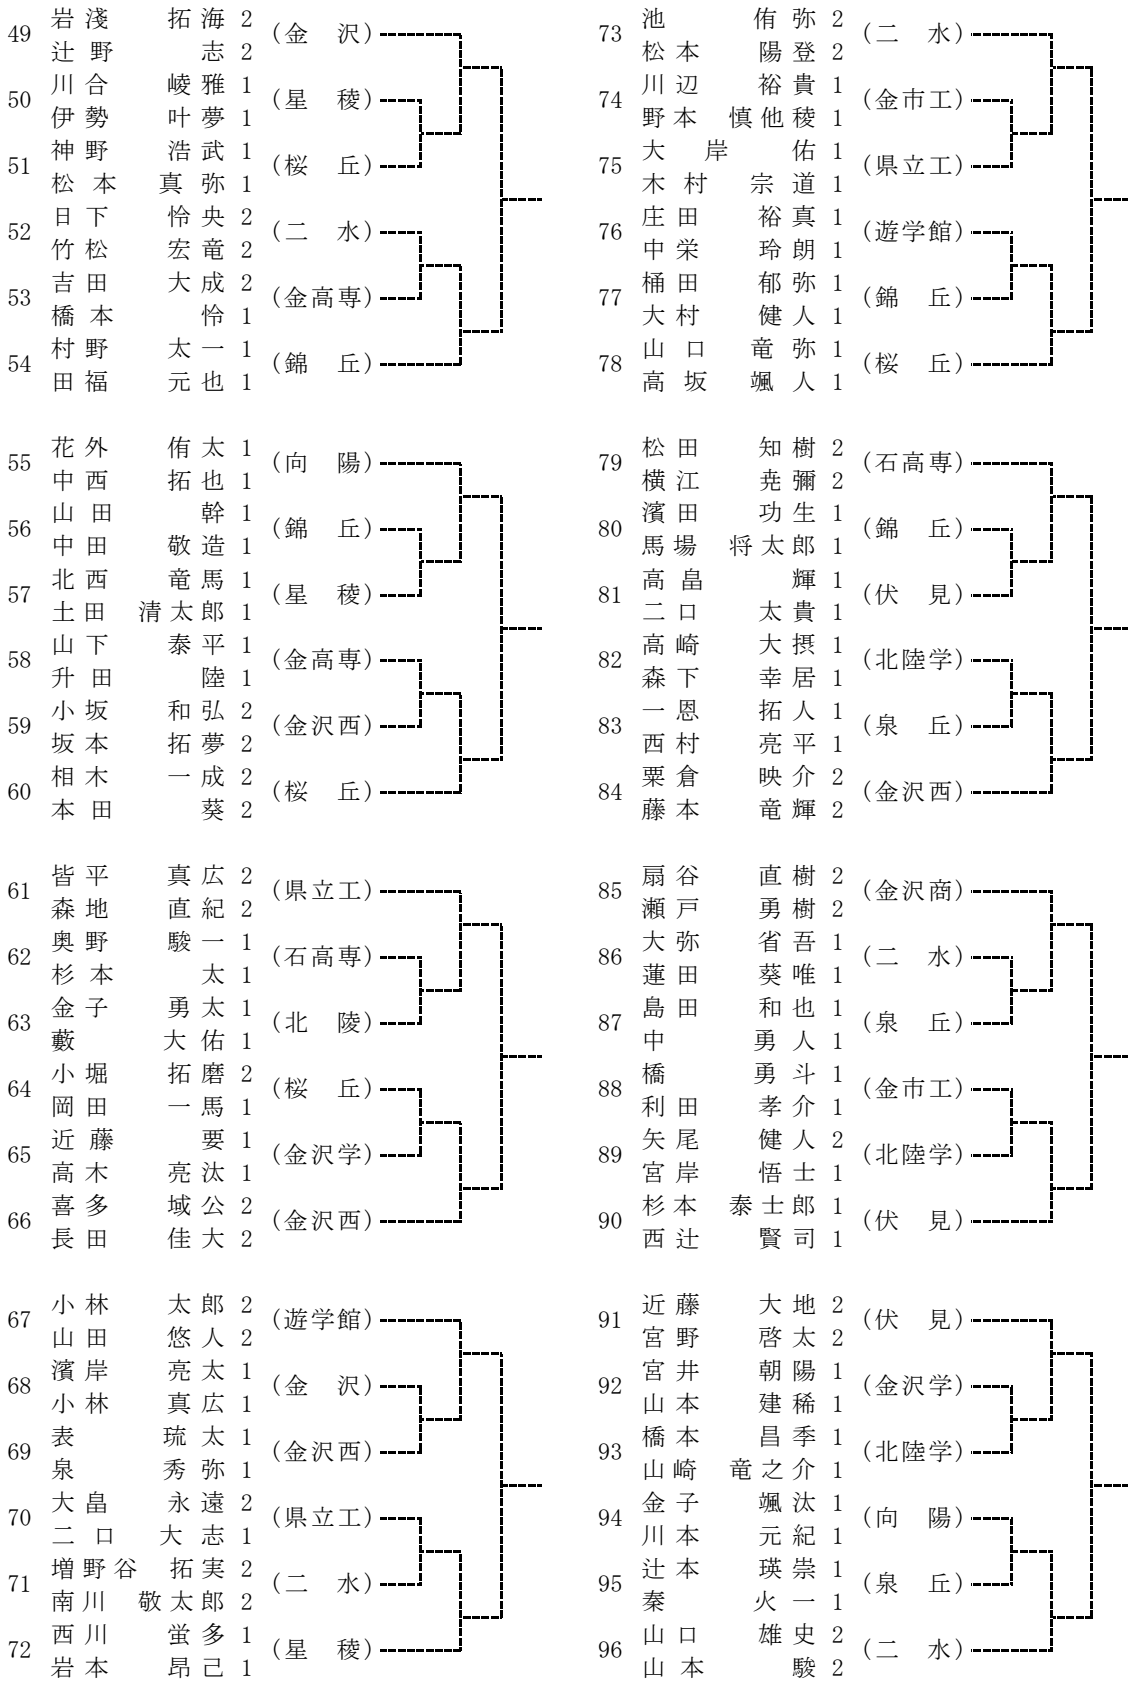 49 岩淺 拓海 2 (金 沢)
辻野 志 2
50 川合 崚雅 1 (星 稜)
伊勢 叶夢 1
51 神野 浩武 1 (桜 丘)
松本 真弥 1
52 日下 怜央 2 (二 水)
竹松 宏竜 2
53 吉田 大成 2 (金高専)
橋本 怜 1
54 村野 太一 1 (錦 丘)
田福 元也 1
55 花外 侑太 1 (向 陽)
中西 拓也 1
56 山田 幹 1 (錦 丘)
中田 敬造 1
57 北西 竜馬 1 (星 稜)
土田 清太郎 1
58 山下 泰平 1 (金高専)
升田 陸 1
59 小坂 和弘 2 (金沢西)
坂本 拓夢 2
60 相木 一成 2 (桜 丘)
本田 葵 2
61 皆平 真広 2 (県立工)
森地 直紀 2
62 奥野 駿一 1 (石高専)
杉本 太 1
63 金子 勇太 1 (北 陵)
藪 大佑 1
64 小堀 拓磨 2 (桜 丘)
岡田 一馬 1
65 近藤 要 1 (金沢学)
高木 亮汰 1
66 喜多 域公 2 (金沢西)
長田 佳大 2
67 小林 太郎 2 (遊学館)
山田 悠人 2
68 濱岸 亮太 1 (金 沢)
小林 真広 1
69 表 琉太 1 (金沢西)
泉 秀弥 1
70 大畠 永遠 2 (県立工)
二口 大志 1
71 増野谷 拓実 2 (二 水)
南川 敬太郎 2
72 西川 蛍多 1 (星 稜)
岩本 昂己 1
73 池 侑弥 2 (二 水)
松本 陽登 2
74 川辺 裕貴 1 (金市工)
野本 慎他稜 1
75 大岸 佑 1 (県立工)
木村 宗道 1
76 庄田 裕真 1 (遊学館)
中栄 玲朗 1
77 桶田 郁弥 1 (錦 丘)
大村 健人 1
78 山口 竜弥 1 (桜 丘)
高坂 颯人 1
79 松田 知樹 2 (石高専)
横江 尭彌 2
80 濱田 功生 1 (錦 丘)
馬場 将太郎 1
81 高畠 輝 1 (伏 見)
二口 太貴 1
82 高崎 大摂 1 (北陸学)
森下 幸居 1
83 一恩 拓人 1 (泉 丘)
西村 亮平 1
84 粟倉 映介 2 (金沢西)
藤本 竜輝 2
85 扇谷 直樹 2 (金沢商)
瀬戸 勇樹 2
86 大弥 省吾 1 (二 水)
蓮田 葵唯 1
87 島田 和也 1 (泉 丘)
中 勇人 1
88 橋 勇斗 1 (金市工)
利田 孝介 1
89 矢尾 健人 2 (北陸学)
宮岸 悟士 1
90 杉本 泰士郎 1 (伏 見)
西辻 賢司 1
91 近藤 大地 2 (伏 見)
宮野 啓太 2
92 宮井 朝陽 1 (金沢学)
山本 建稀 1
93 橋本 昌季 1 (北陸学)
山崎 竜之介 1
94 金子 颯汰 1 (向 陽)
川本 元紀 1
95 辻本 瑛崇 1 (泉 丘)
秦 火一 1
96 山口 雄史 2 (二 水)
山本 駿 2